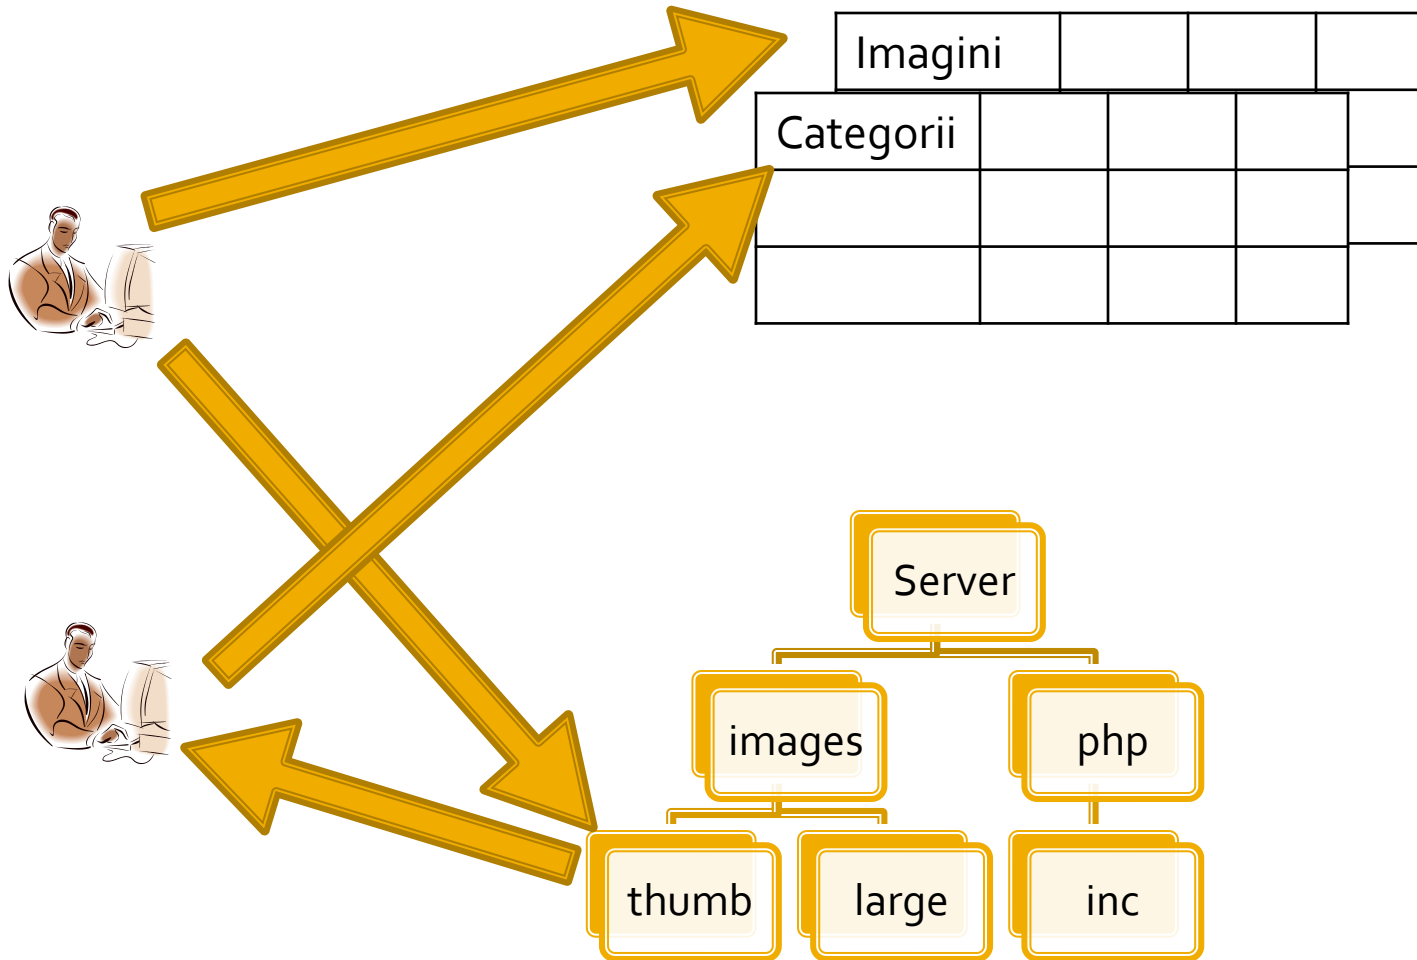 Imagini
Categorii
Server
images
php
thumb
large
inc